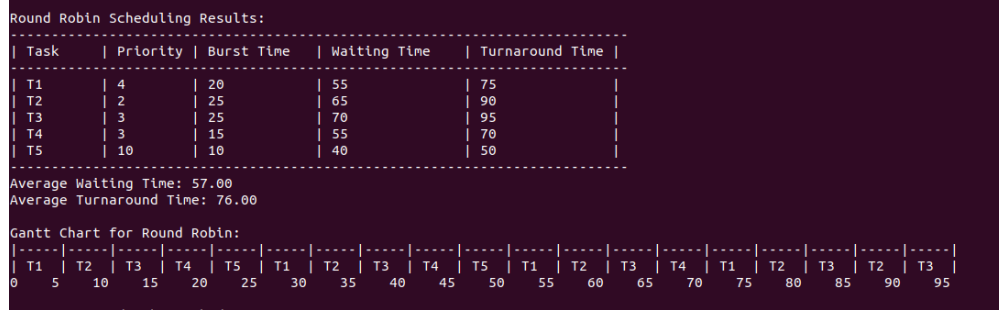 Round Robin Scheduling Results:
--------------------------------------------------------------------------
| Task     | Priority | Burst Time   | Waiting Time    | Turnaround Time |
--------------------------------------------------------------------------
| T1       | 4        | 20           | 55              | 75              |
| T2       | 2        | 25           | 65              | 90              |
| T3       | 3        | 25           | 70              | 95              |
| T4       | 3        | 15           | 55              | 70              |
| T5       | 10       | 10           | 40              | 50              |
--------------------------------------------------------------------------
Average Waiting Time: 57.00
Average Turnaround Time: 76.00
Gantt Chart for Round Robin:
|-----|-----|-----|-----|-----|-----|-----|-----|-----|-----|-----|-----|-----|-----|-----|-----|-----|-----|-----|
| T1  | T2  | T3  | T4  | T5  | T1  | T2  | T3  | T4  | T5  | T1  | T2  | T3  | T4  | T1  | T2  | T3  | T2  | T3  |
0     5    10    15    20    25    30    35    40    45    50    55    60    65    70    75    80    85    90    95